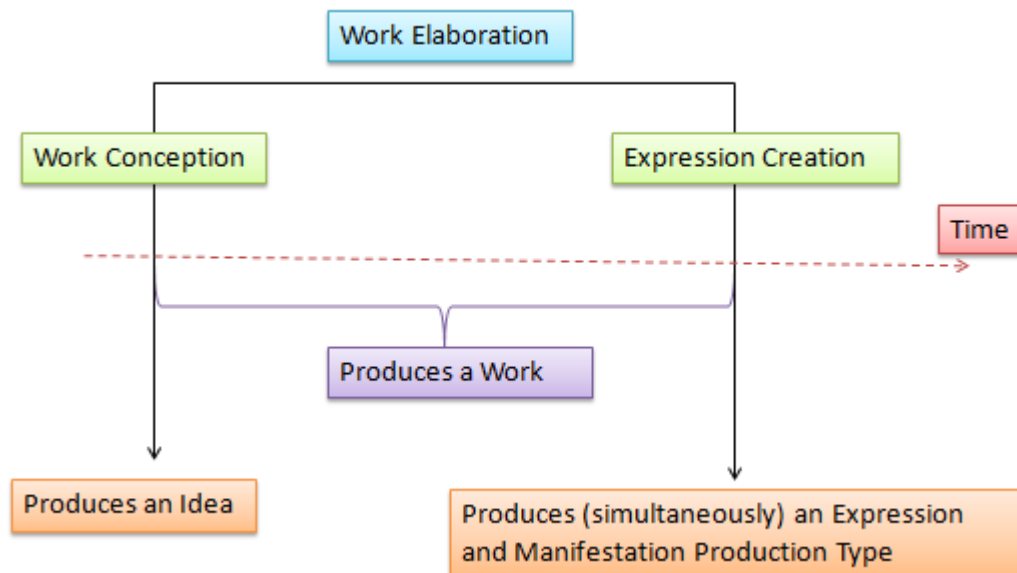 Work Elaboration
Work Conception
Expression Creation
Time
Produces a Work
Produces an Idea
Produces (simultaneously) an Expression
and Manifestation Production Type